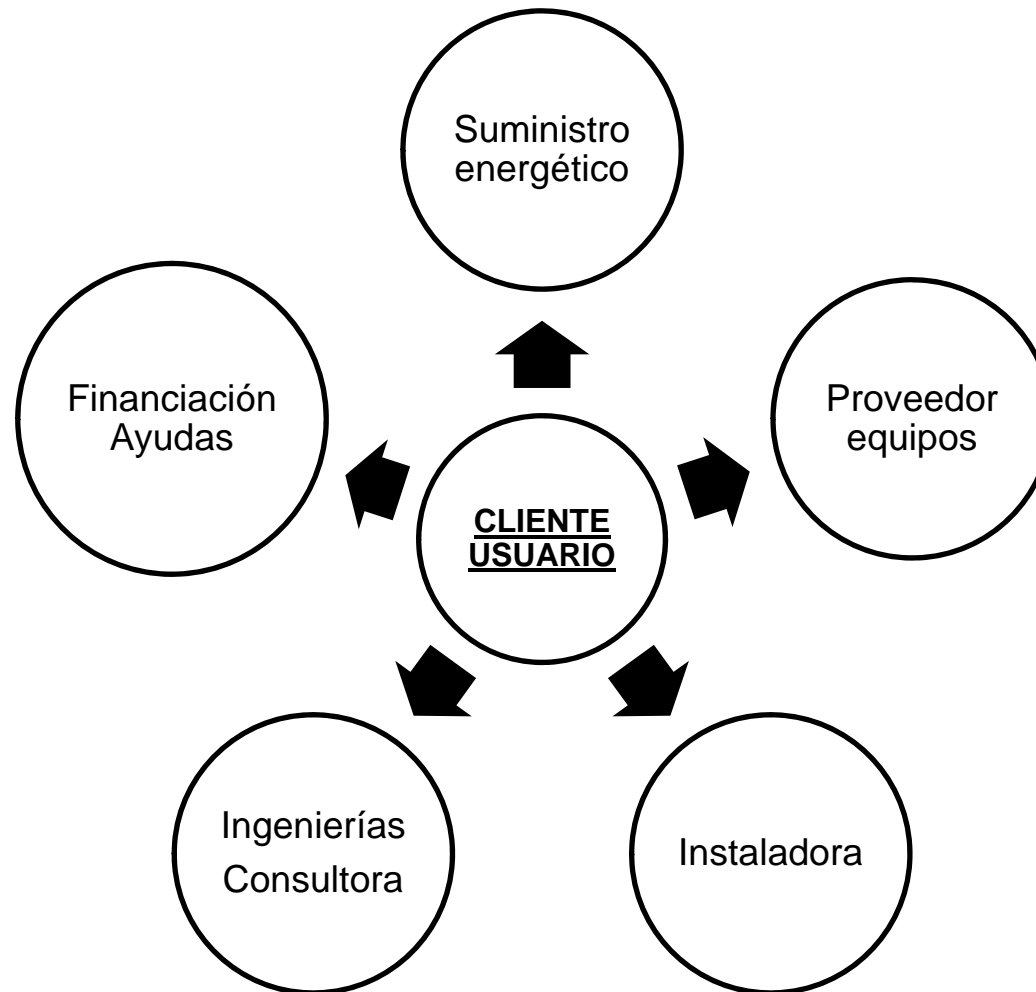 Suministro
energético
Financiación
Ayudas
Proveedor
equipos
CLIENTE
USUARIO
Ingenierías
Consultora
Instaladora